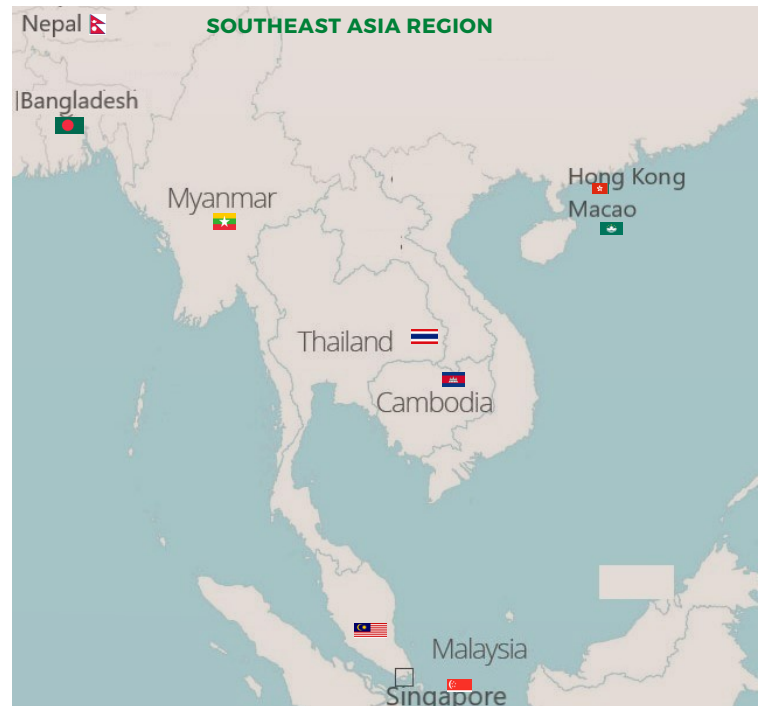 Nepal
SOUTHEAST ASIA REGION
|Bangladesh
Myanmar
Hong Kong
Macao
Thailand
Cambodia
Malaysia
Singapore